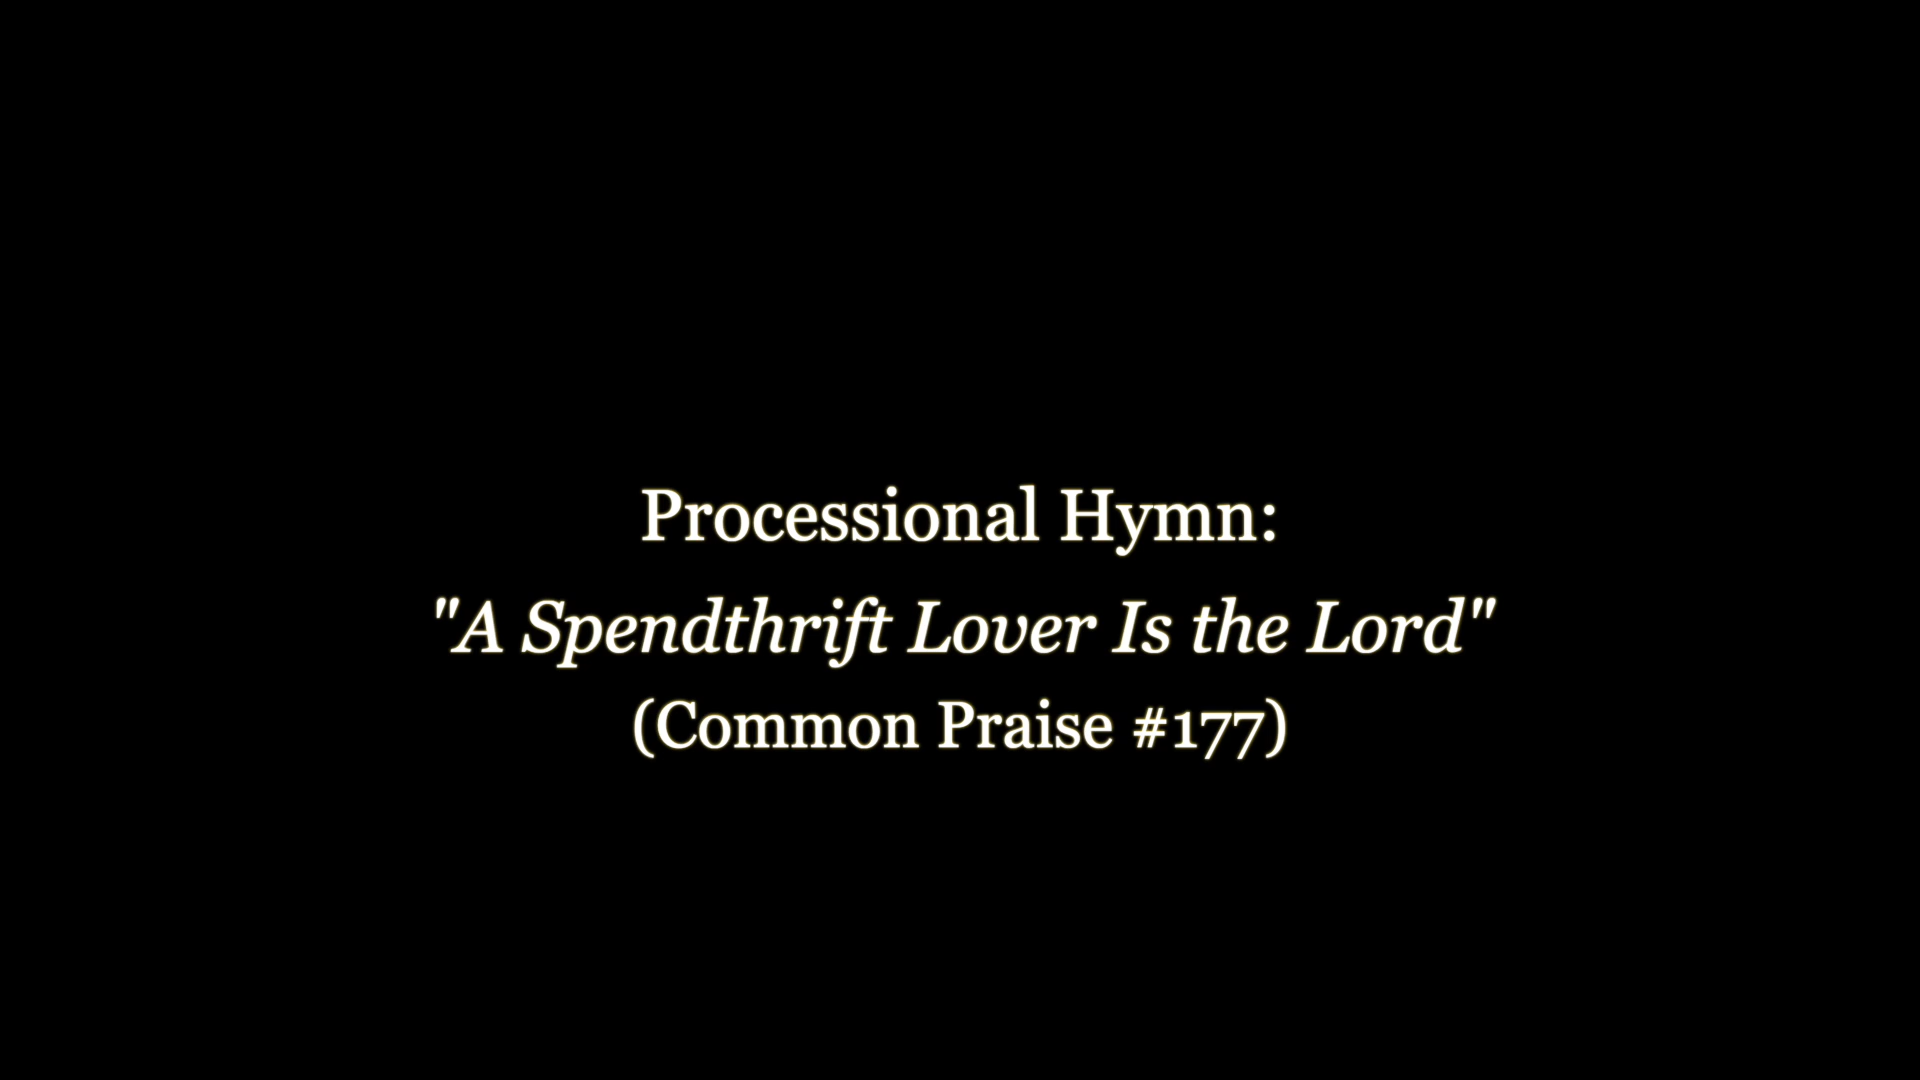 Processional Hymn:
"A Spendthrift Lover Is the Lord"
(Common Praise #177)